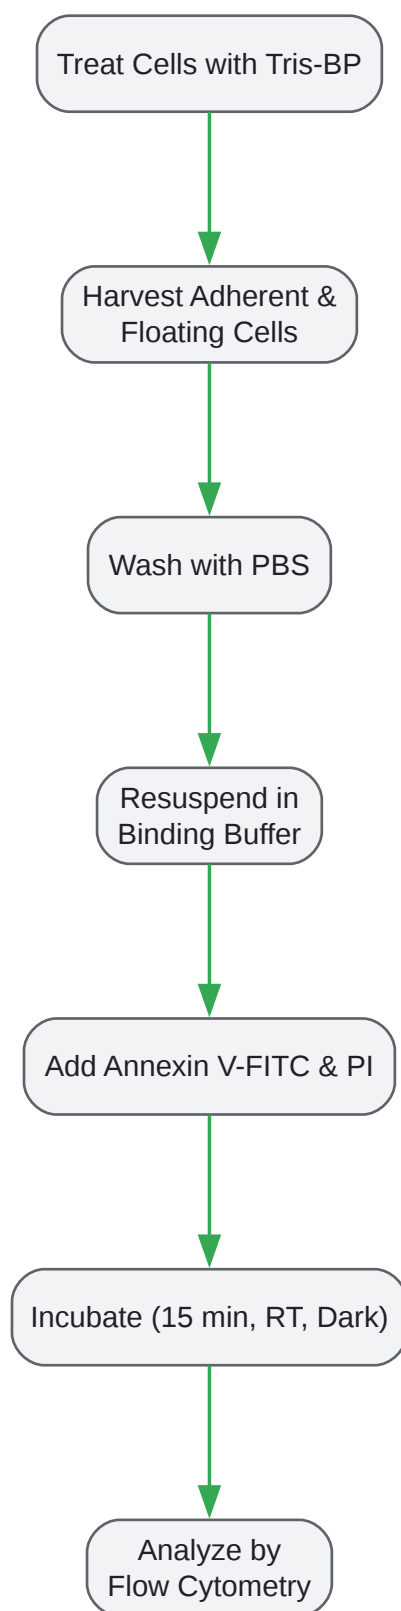 Treat Cells with Tris-BP
Harvest Adherent &
Floating Cells
Wash with PBS
Resuspend in
Binding Buffer
Add Annexin V-FITC & PI
Incubate (15 min, RT, Dark)
Analyze by
Flow Cytometry